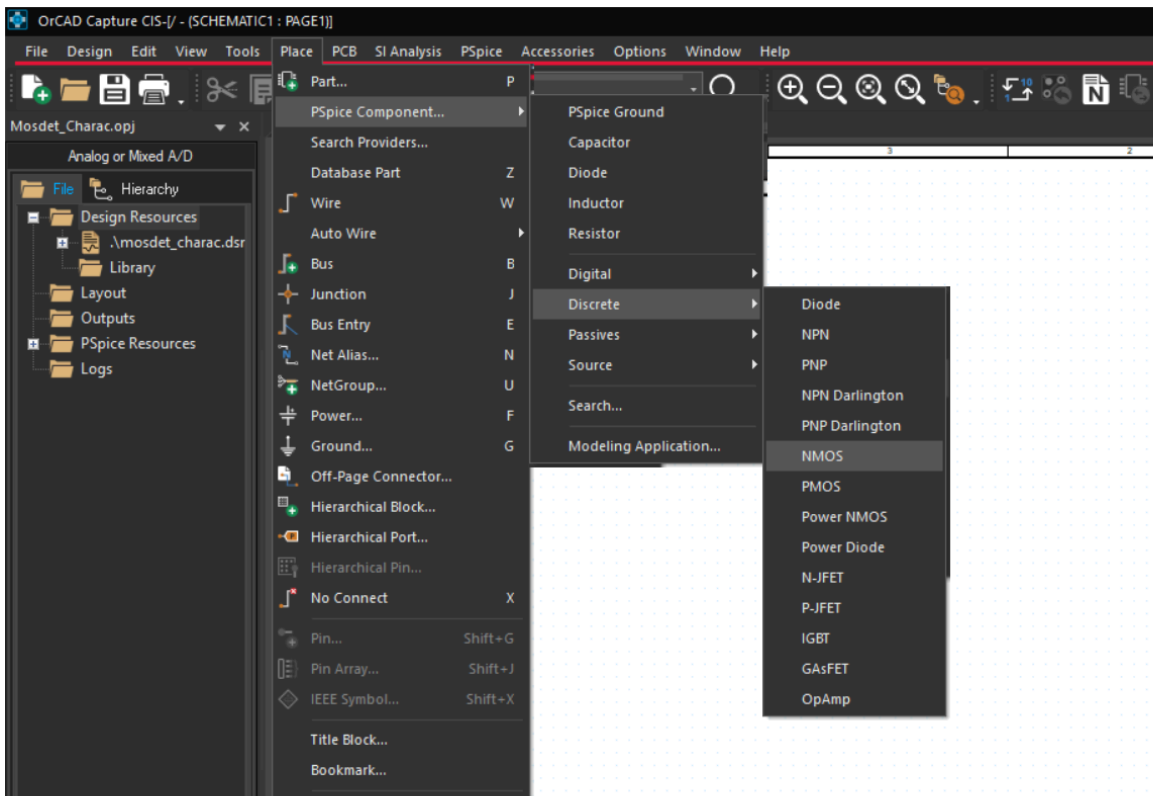 OrCAD Capture CIS-[/ - (SCHEMATIC1 : PAGE1)]
File Design Edit View Tools Place PCB SI Analysis PSpice Accessories Options Window Help
Mosdet_Charac.opj
Analog or Mixed A/D
File Hierarchy
Design Resources
.\mosdet_charac.dsr
Library
Layout
Outputs
PSpice Resources
Logs
Part... P
PSpice Component...
Search Providers...
Database Part Z
Wire W
Auto Wire
Bus B
Junction J
Bus Entry E
Net Alias... N
NetGroup... U
Power... F
Ground... G
Off-Page Connector...
Hierarchical Block...
Hierarchical Port...
Hierarchical Pin...
No Connect X
Pin... Shift+G
Pin Array... Shift+J
IEEE Symbol... Shift+X
Title Block...
Bookmark...
PSpice Ground
Capacitor
Diode
Inductor
Resistor
Digital
Discrete
Passives
Source
Search...
Modeling Application...
Diode
NPN
PNP
NPN Darlington
PNP Darlington
NMOS
PMOS
Power NMOS
Power Diode
N-JFET
P-JFET
IGBT
GAsFET
OpAmp
10
N
3 2